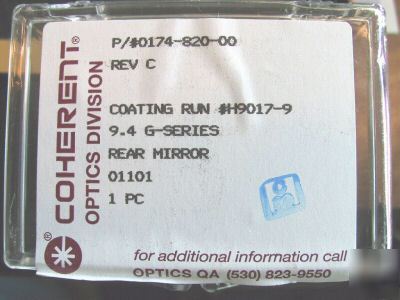 COHERENT®
OPTICS DIVISION
P/#0174-820-00
REV C
COATING RUN #H9017-9
9.4 G-SERIES
REAR MIRROR
01101
1 PC
for additional information call
OPTICS QA (530) 823-9550